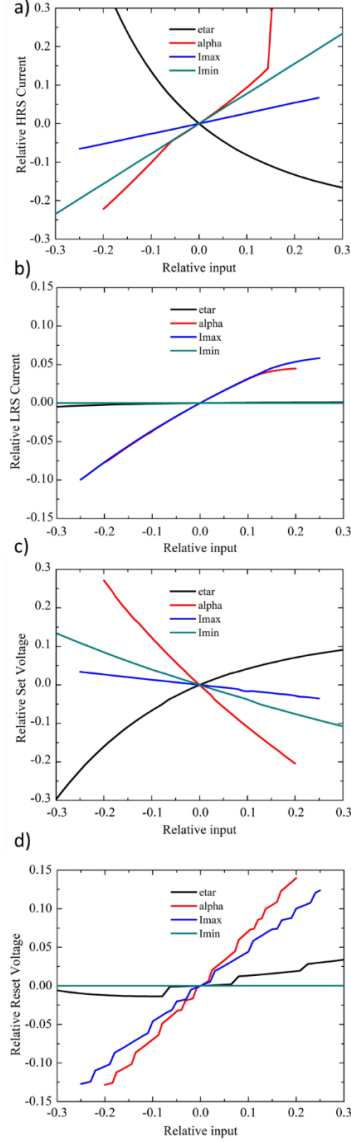 a)
0.3
0.2
0.1
0.0
-0.1
-0.2
0.3
Relative HRS Current
etar
alpha
Imax
Imin
-0.3 -0.2 -0.1 0.0 0.1 0.2 0.3
Relative input
b)
0.15
0.10
0.05
0.00
-0.05
-0.10
-0.15
Relative LRS Current
etar
alpha
Imax
Imin
-0.3 -0.2 -0.1 0.0 0.1 0.2 0.3
Relative input
c)
0.3
0.2
0.1
0.0
-0.1
-0.2
-0.3
Relative Set Voltage
etar
alpha
Imax
Imin
-0.3 -0.2 -0.1 0.0 0.1 0.2 0.3
Relative input
d)
0.15
0.10
0.05
0.00
-0.05
-0.10
-0.15
Relative Reset Voltage
etar
alpha
Imax
Imin
-0.3 -0.2 -0.1 0.0 0.1 0.2 0.3
Relative input